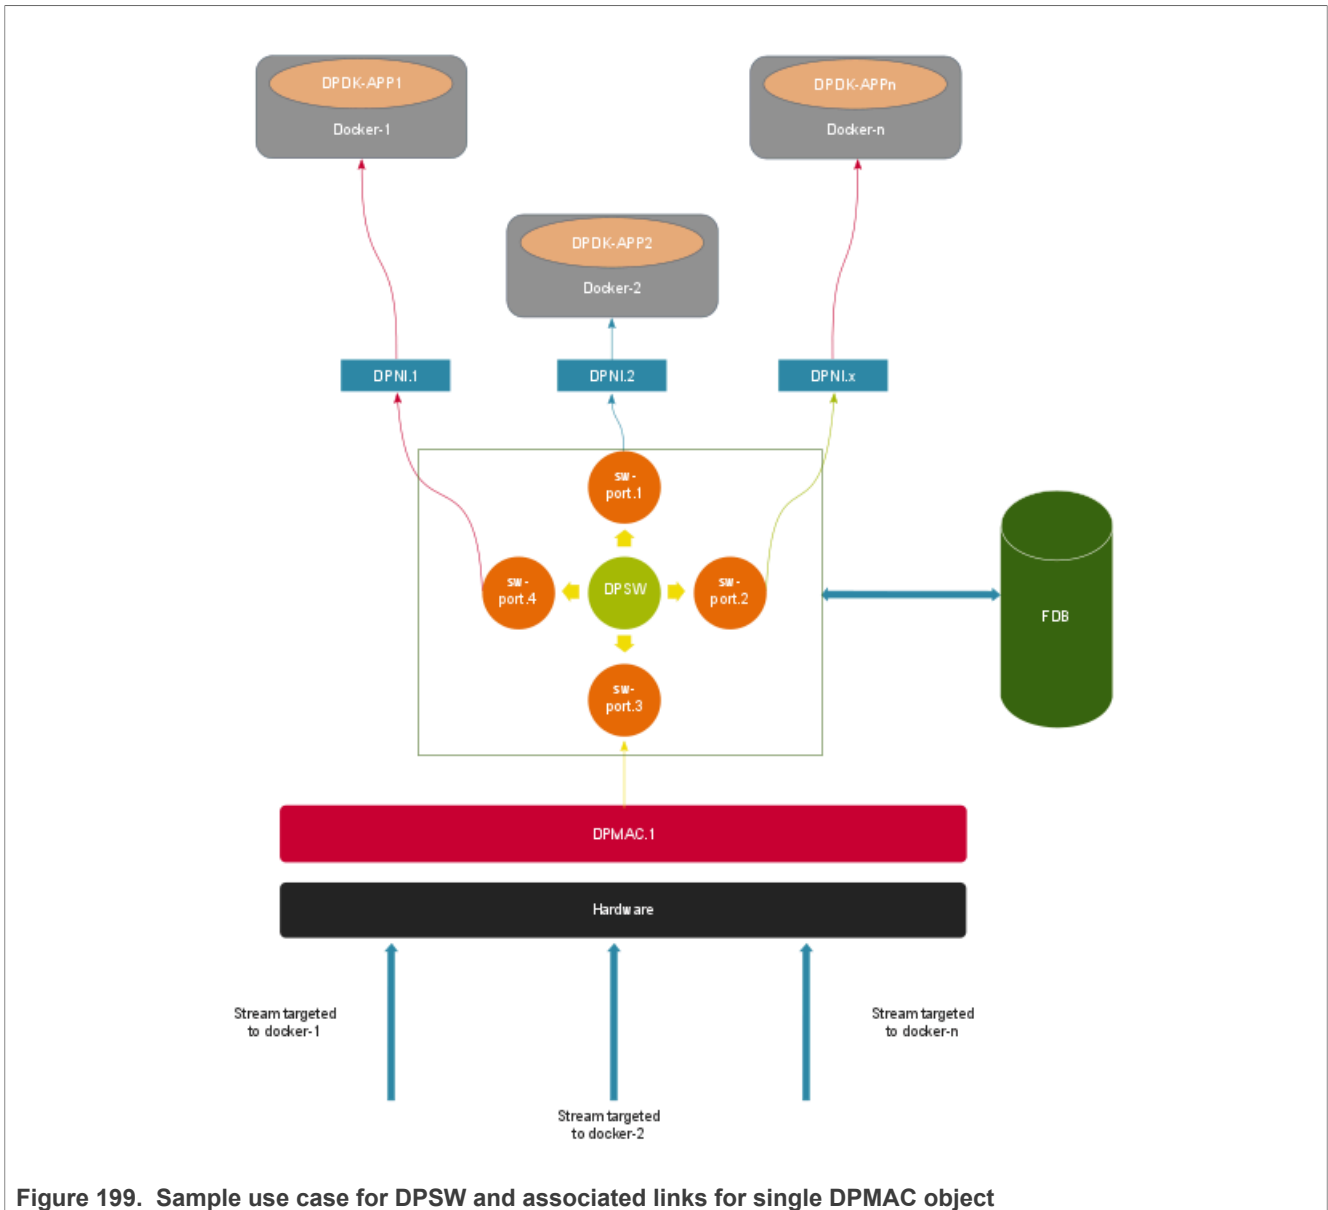 DPDK-APP1
Docker-1
DPDK-APPn
Docker-n
DPDK-APP2
Docker-2
DPNI.1
DPNI.2
DPNI.x
sw-
port.1
sw-
port.4
DPSW
sw-
port.2
sw-
port.3
FDB
DPMAC.1
Hardware
Stream targeted
to docker-1
Stream targeted
to docker-n
Stream targeted
to docker-2
Figure 199. Sample use case for DPSW and associated links for single DPMAC object